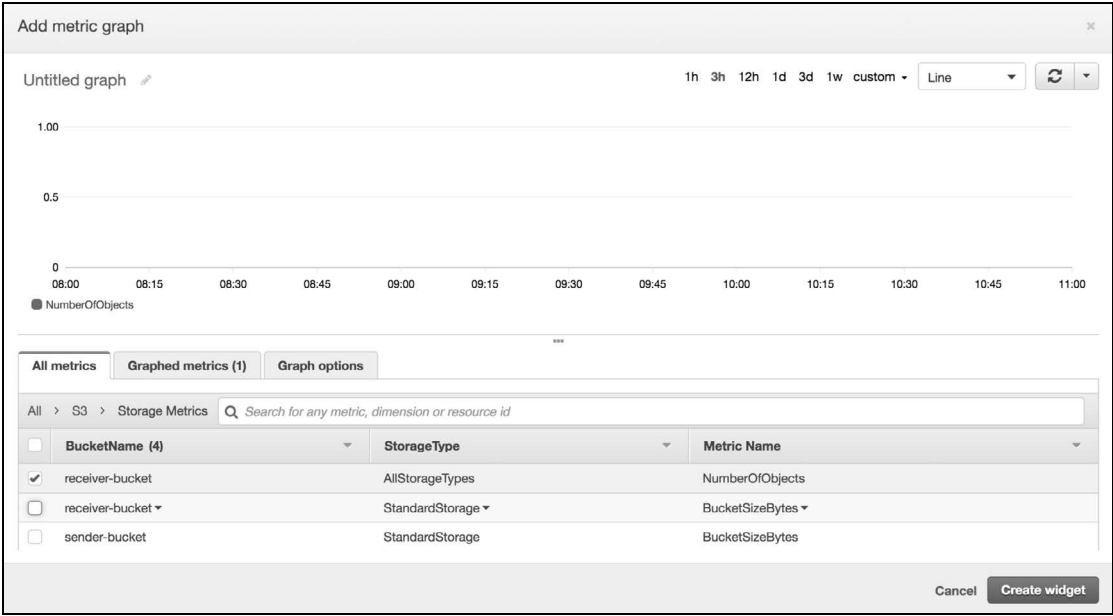 Add metric graph
Untitled graph
1h 3h 12h 1d 3d 1w custom Line
1.00
0.5
0
08:00 08:15 08:30 08:45 09:00 09:15 09:30 09:45 10:00 10:15 10:30 10:45 11:00
NumberOfObjects
All metrics Graphed metrics (1) Graph options
All > S3 > Storage Metrics Search for any metric, dimension or resource id
BucketName (4) StorageType Metric Name
receiver-bucket AllStorageTypes NumberOfObjects
receiver-bucket StandardStorage BucketSizeBytes
sender-bucket StandardStorage BucketSizeBytes
Cancel Create widget